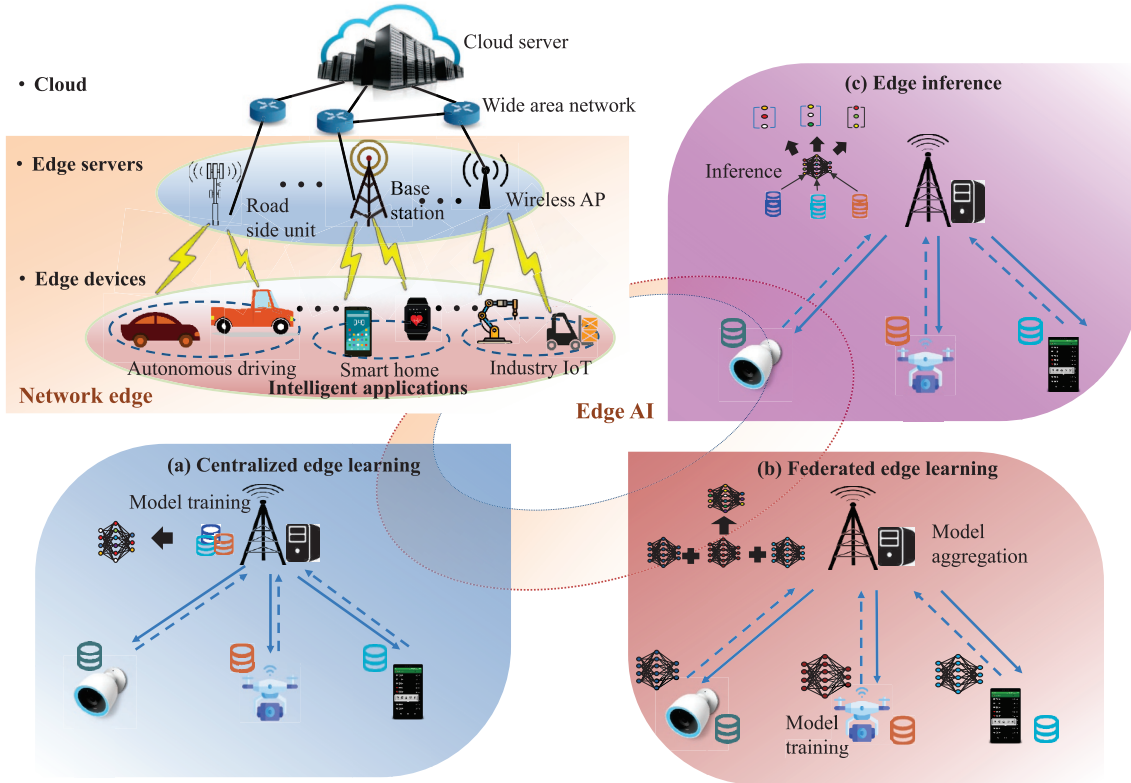 Cloud server
• Cloud
Wide area network
• Edge servers
Road
side unit
Base
station
Wireless AP
• Edge devices
Autonomous driving
Smart home
Industry IoT
Intelligent applications
Network edge
Edge AI
(c) Edge inference
Inference
(a) Centralized edge learning
Model training
(b) Federated edge learning
Model
aggregation
Model
training